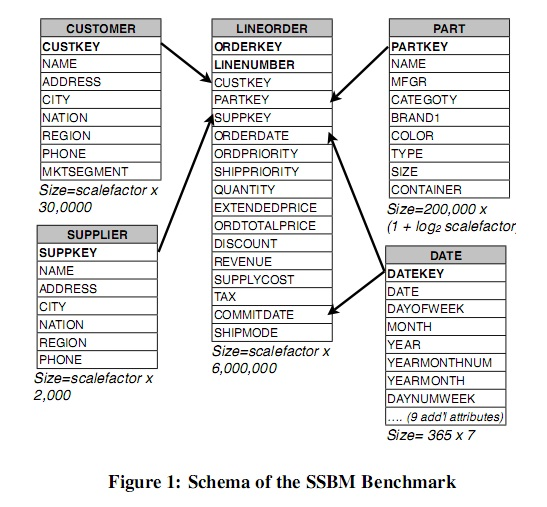 CUSTOMER
CUSTKEY
NAME
ADDRESS
CITY
NATION
REGION
PHONE
MKTSEGMENT
Size=scalefactor x
30,0000
SUPPLIER
SUPPKEY
NAME
ADDRESS
CITY
NATION
REGION
PHONE
Size=scalefactor x
2,000
LINEORDER
ORDERKEY
LINENUMBER
CUSTKEY
PARTKEY
SUPPKEY
ORDERDATE
ORDPRIORITY
SHIPPRIORITY
QUANTITY
EXTENDEDPRICE
ORDTOTALPRICE
DISCOUNT
REVENUE
SUPPLYCOST
TAX
COMMITDATE
SHIPMODE
Size=scalefactor x
6,000,000
PART
PARTKEY
NAME
MFGR
CATEGOTY
BRAND1
COLOR
TYPE
SIZE
CONTAINER
Size=200,000 x
(1 + log2 scalefactor
DATE
DATEKEY
DATE
DAYOFWEEK
MONTH
YEAR
YEARMONTHNUM
YEARMONTH
DAYNUMWEEK
.... (9 add'l attributes)
Size= 365 x 7
Figure 1: Schema of the SSBM Benchmark